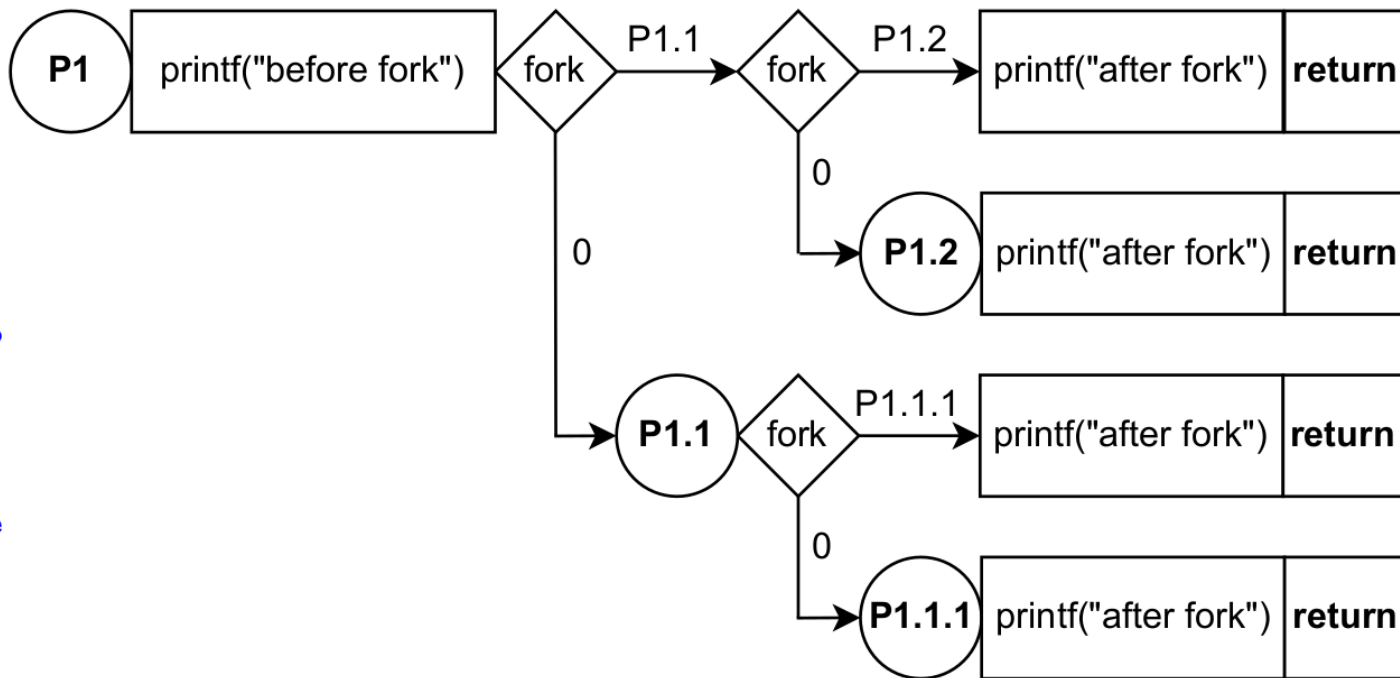 P1 printf("before fork") fork P1.1 fork P1.2 printf("after fork") return
0
0 P1.2 printf("after fork") return
P1.1 fork P1.1.1 printf("after fork") return
0
P1.1.1 printf("after fork") return